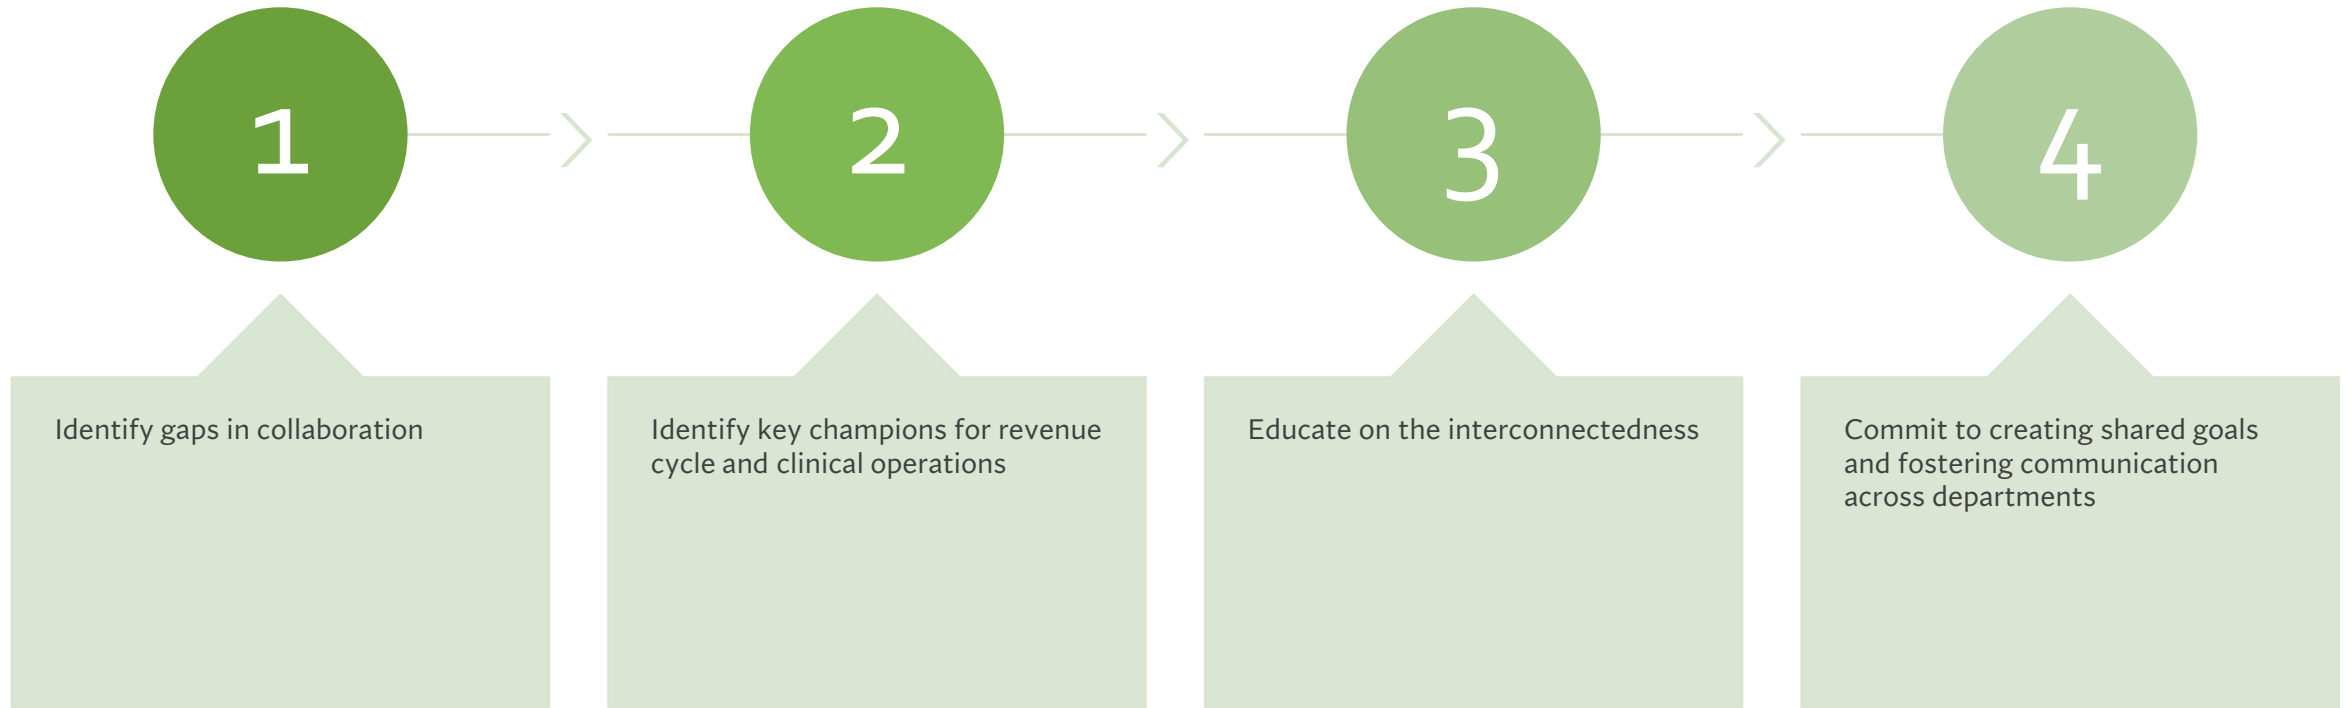 1
2
3
4
Identify gaps in collaboration
Identify key champions for revenue
cycle and clinical operations
Educate on the interconnectedness
Commit to creating shared goals
and fostering communication
across departments